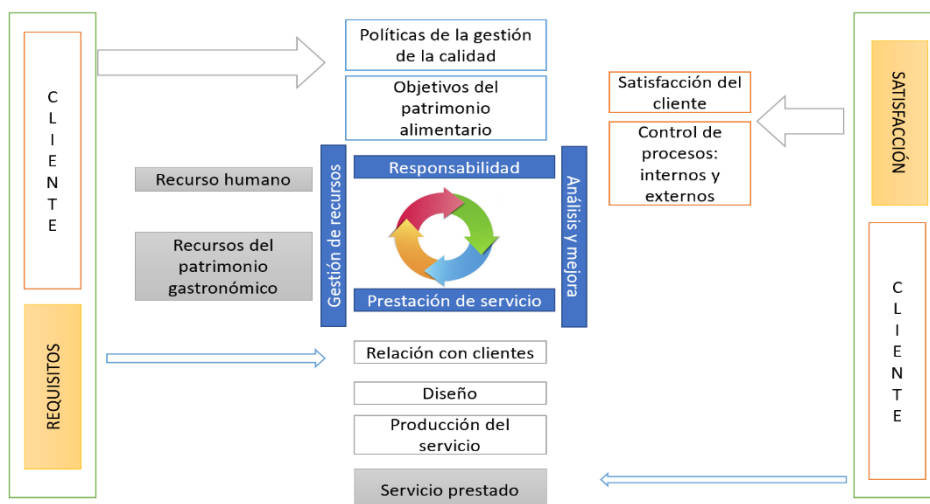 CLIENTE
REQUISITOS
Políticas de la gestión
de la calidad
Objetivos del
patrimonio
alimentario
Recurso humano
Recursos del
patrimonio
gastronómico
Gestión de recursos
Responsabilidad
Prestación de servicio
Análisis y mejora
Relación con clientes
Diseño
Producción del
servicio
Servicio prestado
Satisfacción del
cliente
Control de
procesos:
internos y
externos
SATISFACCIÓN
CLIENTE